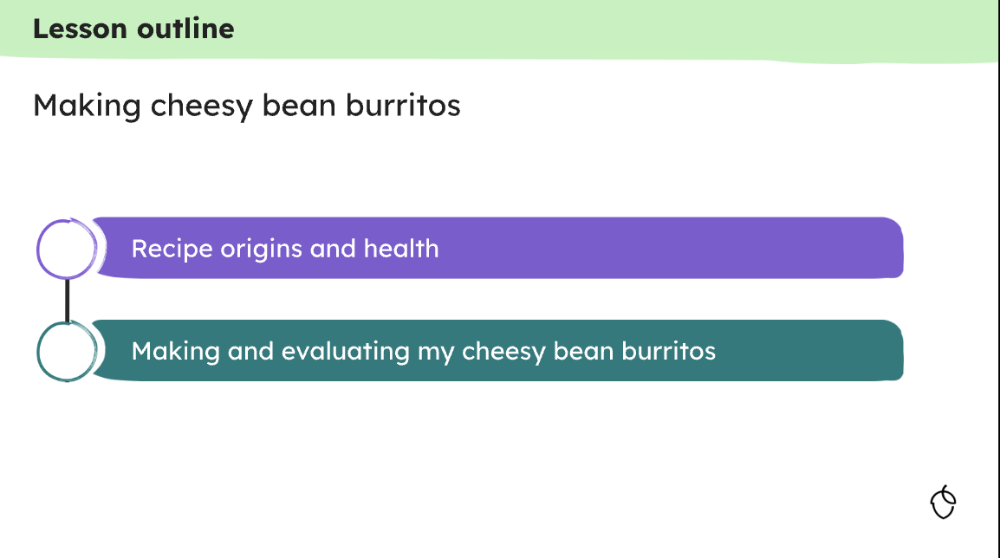 Lesson outline
Making cheesy bean burritos
Recipe origins and health
Making and evaluating my cheesy bean burritos